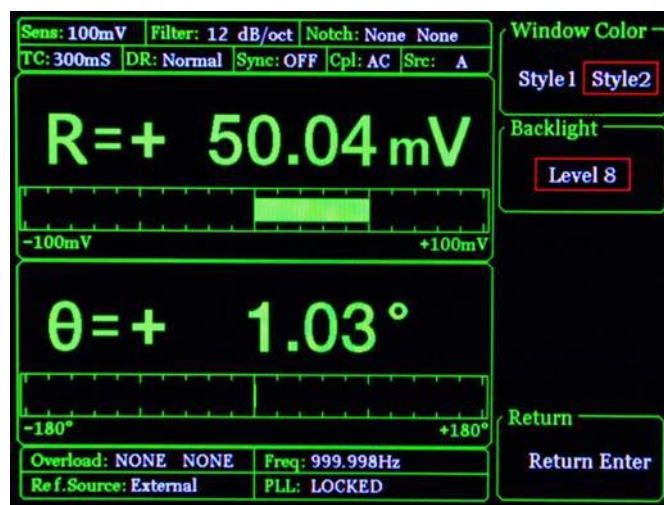 Sens: 100mV Filter: 12 dB/oct Notch: None None
TC: 300mS DR: Normal Sync: OFF Cpl: AC Src: A
R=+ 50.04 mV
-100mV +100mV
θ=+ 1.03°
-180° +180°
Overload: NONE NONE Freq: 999.998Hz
Ref.Source: External PLL: LOCKED
Window Color
Style1 Style2
Backlight
Level 8
Return
Return Enter